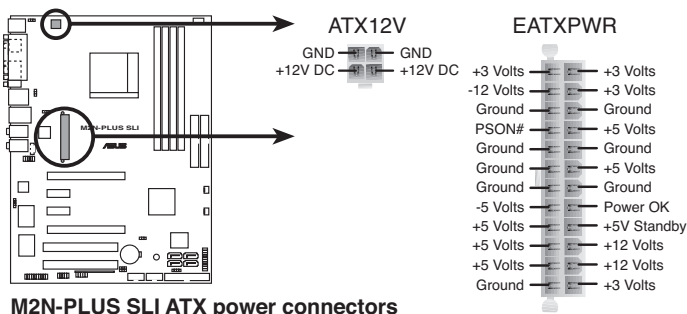 ATX12V
GND GND
+12V DC +12V DC
EATXPWR
+3 Volts +3 Volts
-12 Volts +3 Volts
Ground Ground
PSON# +5 Volts
Ground Ground
Ground +5 Volts
Ground Ground
-5 Volts Power OK
+5 Volts +5V Standby
+5 Volts +12 Volts
+5 Volts +12 Volts
Ground +3 Volts
M2N-PLUS SLI
ASUS
M2N-PLUS SLI ATX power connectors